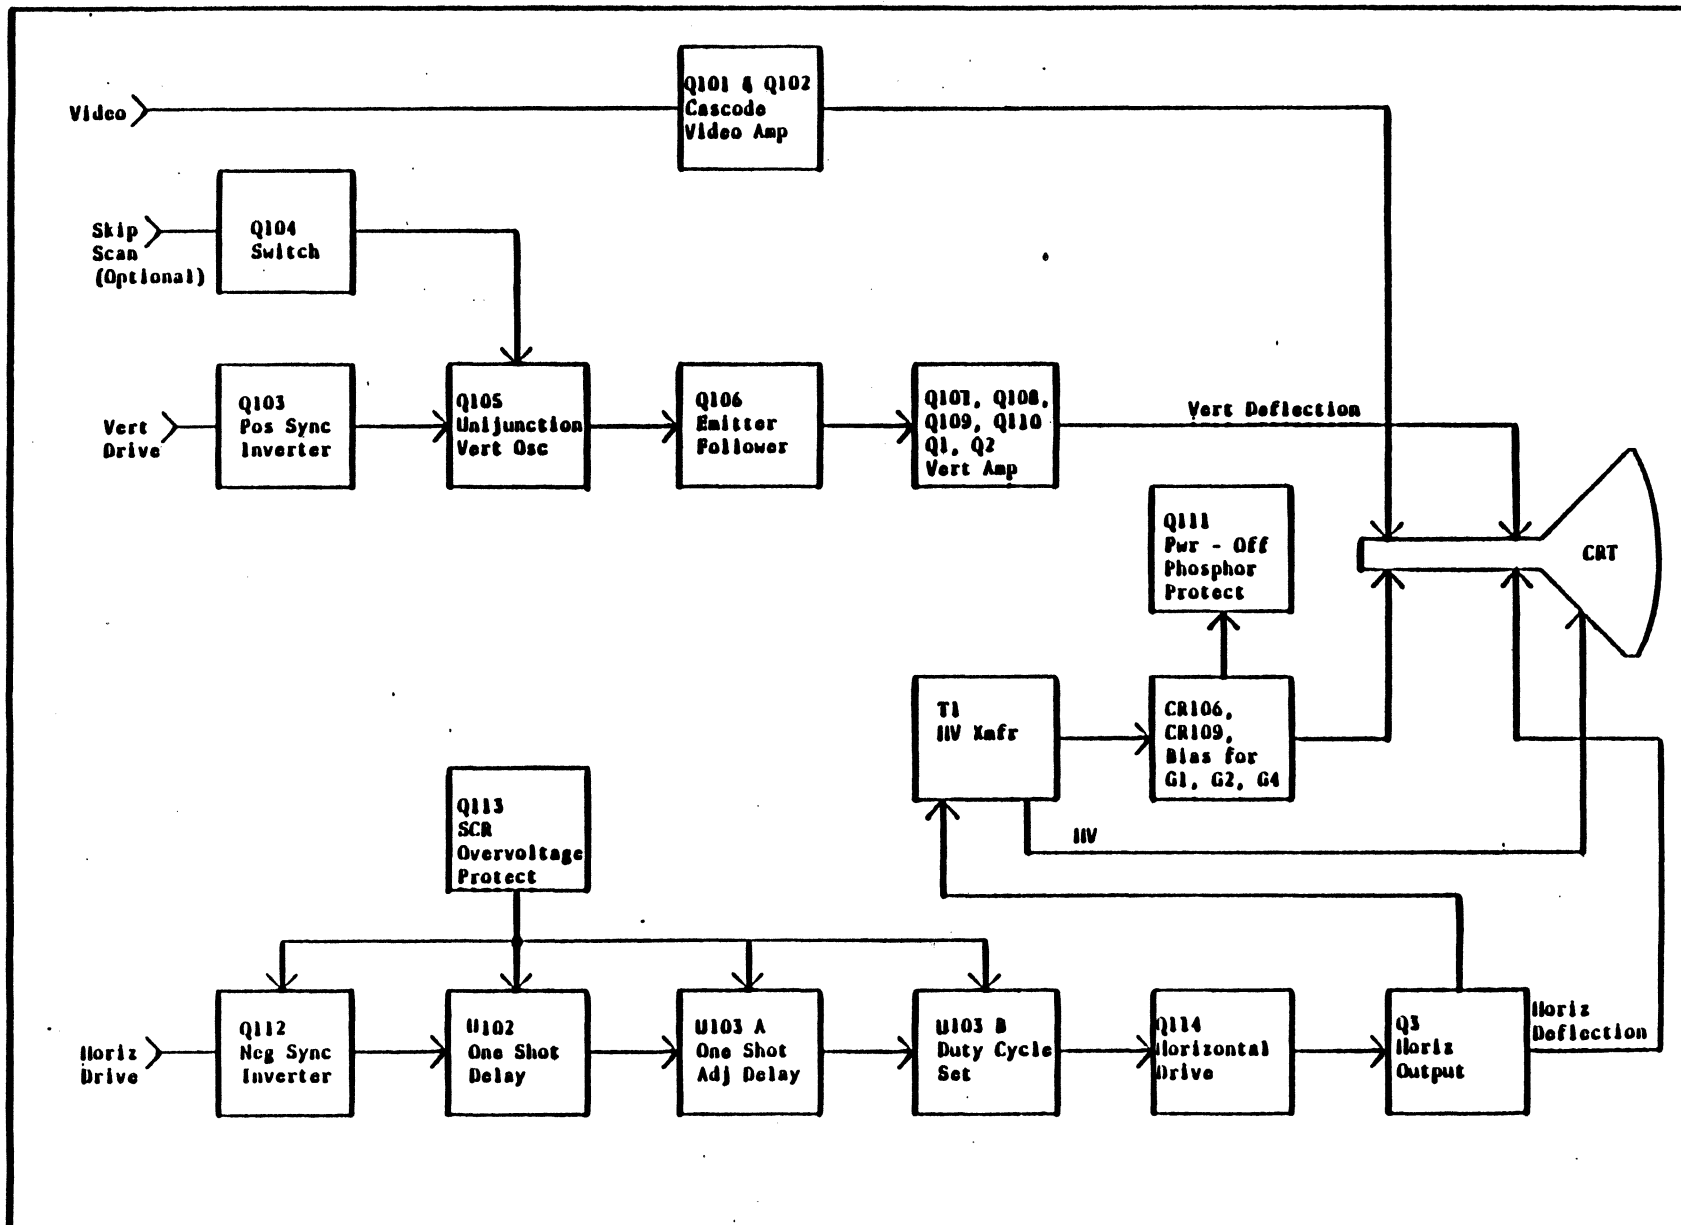 Video
Q101 & Q102
Cascode
Video Amp
Skip
Scan
(Optional)
Q104
Switch
Vert
Drive
Q103
Pos Sync
Inverter
Q105
Unijunction
Vert Osc
Q106
Emitter
Follower
Q107, Q108,
Q109, Q110
Q1, Q2
Vert Amp
Vert Deflection
Q111
Pwr - Off
Phosphor
Protect
CRT
T1
HV Xmfr
CR106,
CR109,
Bias for
G1, G2, G4
HV
Q113
SCR
Overvoltage
Protect
Horiz
Drive
Q112
Neg Sync
Inverter
U102
One Shot
Delay
U103 A
One Shot
Adj Delay
U103 B
Duty Cycle
Set
Q114
Horizontal
Drive
Q3
Horiz
Output
Horiz
Deflection